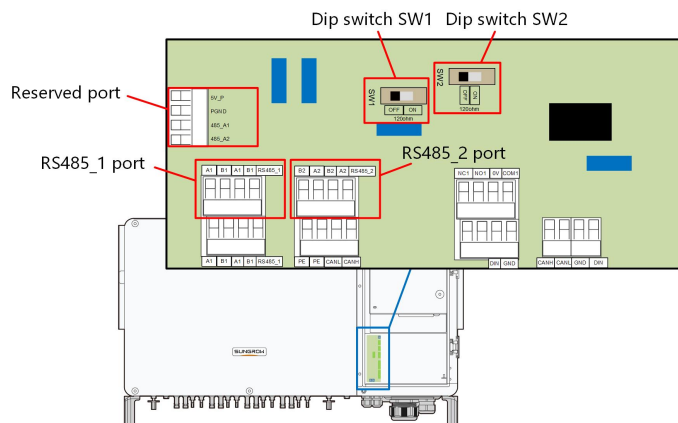 Dip switch SW1 Dip switch SW2
SW1
OFF ON
120ohm
SW2
OFF
ON
120ohm
Reserved port
5V_P
PGND
485_A1
485_A2
RS485_1 port
RS485_2 port
A1 B1 A1 B1 RS485_1
B2 A2 B2 A2 RS485_2
NC1 NO1 0V COM1
A1 B1 A1 B1 RS485_1
PE PE CANL CANH
DIN GND
CANH CANL GND DIN
SUNGROW